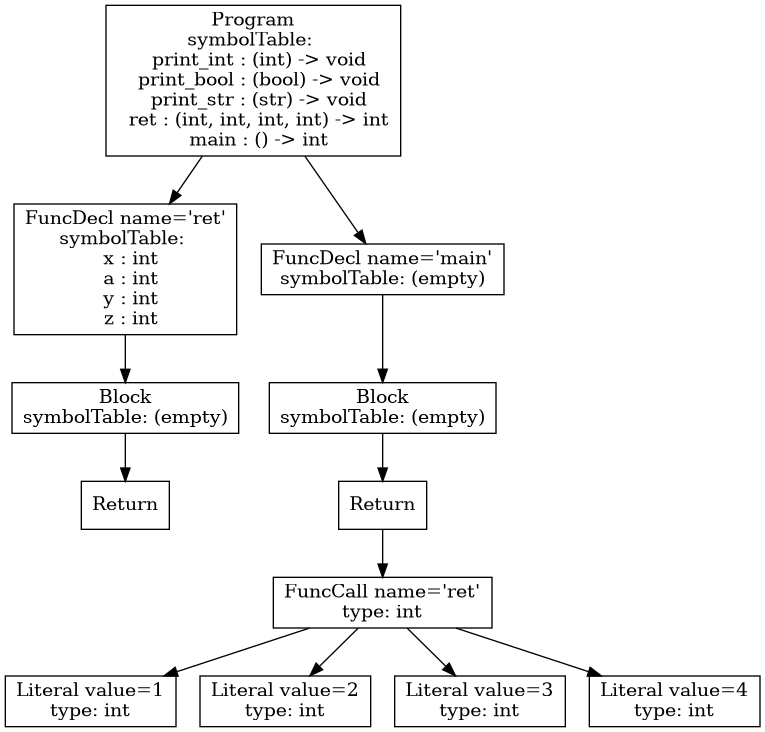 Program
symbolTable:
print_int : (int) -> void
print_bool : (bool) -> void
print_str : (str) -> void
ret : (int, int, int, int) -> int
main : () -> int
FuncDecl name='ret'
symbolTable:
x : int
a : int
y : int
z : int
FuncDecl name='main'
symbolTable: (empty)
Block
symbolTable: (empty)
Block
symbolTable: (empty)
Return
Return
FuncCall name='ret'
type: int
Literal value=1
type: int
Literal value=2
type: int
Literal value=3
type: int
Literal value=4
type: int